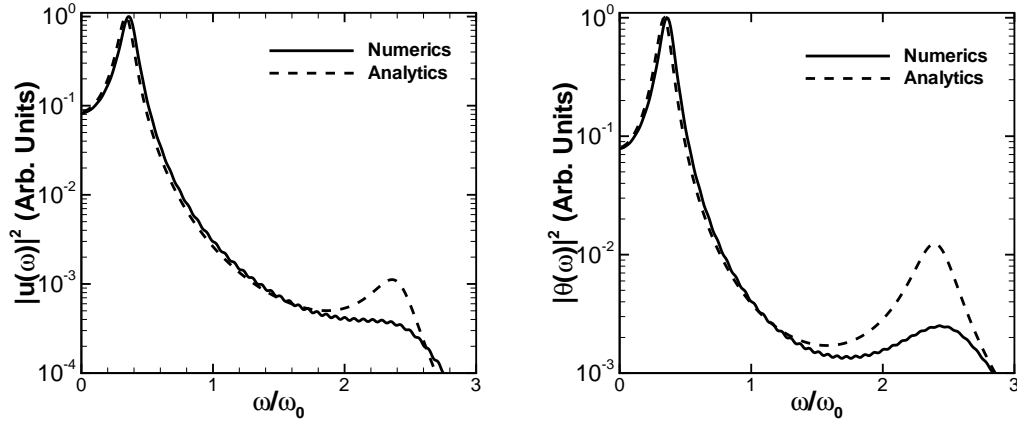 |u(ω)|² (Arb. Units)
10⁰
10⁻¹
10⁻²
10⁻³
10⁻⁴
Numerics
Analytics
0 1 2 3
ω/ω₀
|θ(ω)|² (Arb. Units)
10⁰
10⁻¹
10⁻²
10⁻³
Numerics
Analytics
0 1 2 3
ω/ω₀